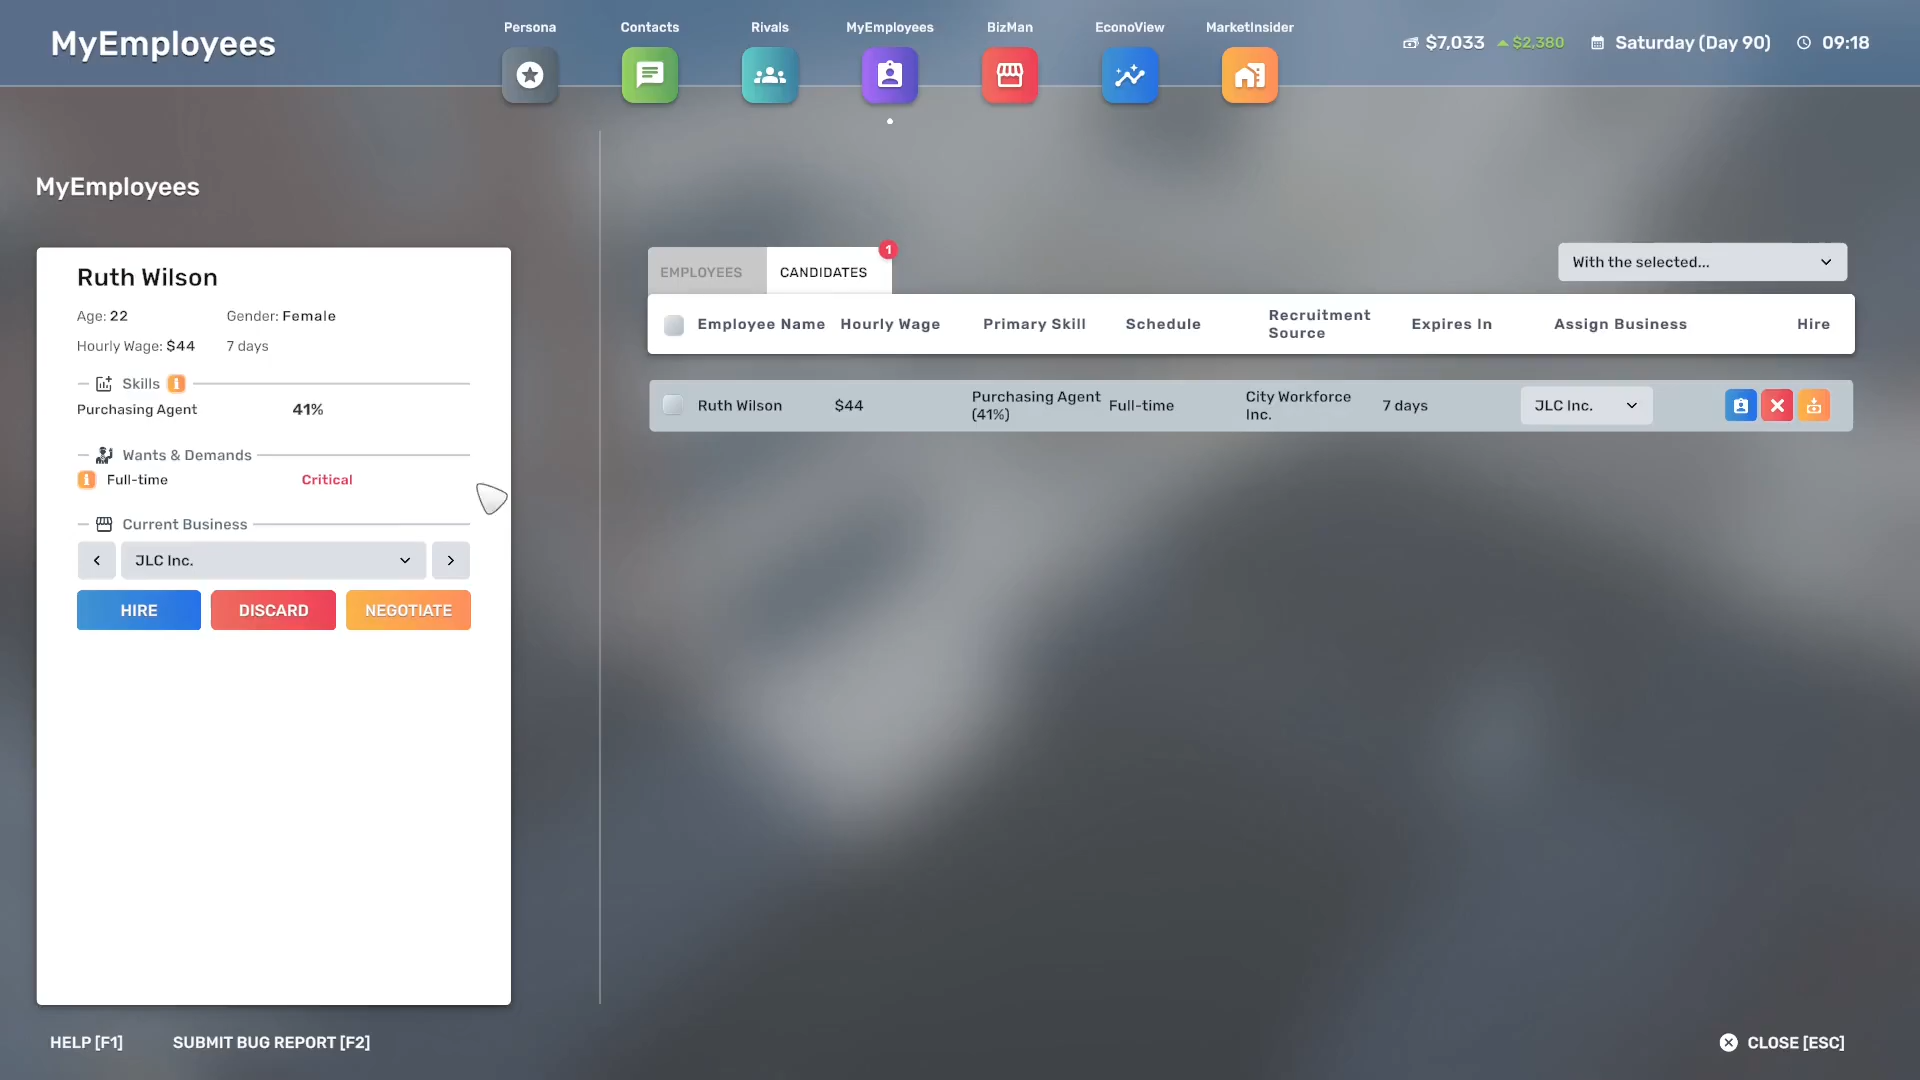 MyEmployees
Persona
Contacts
Rivals
MyEmployees
BizMan
EconoView
MarketInsider
$7,033
$2,380
Saturday (Day 90)
09:18
MyEmployees
Ruth Wilson
Age: 22
Gender: Female
Hourly Wage: $44
7 days
Skills
Purchasing Agent
41%
Wants & Demands
Full-time
Critical
Current Business
JLC Inc.
HIRE
DISCARD
NEGOTIATE
EMPLOYEES
CANDIDATES
1
With the selected...
Employee Name
Hourly Wage
Primary Skill
Schedule
Recruitment
Source
Expires In
Assign Business
Hire
Ruth Wilson
$44
Purchasing Agent
(41%)
Full-time
City Workforce
Inc.
7 days
JLC Inc.
HELP [F1]
SUBMIT BUG REPORT [F2]
CLOSE [ESC]